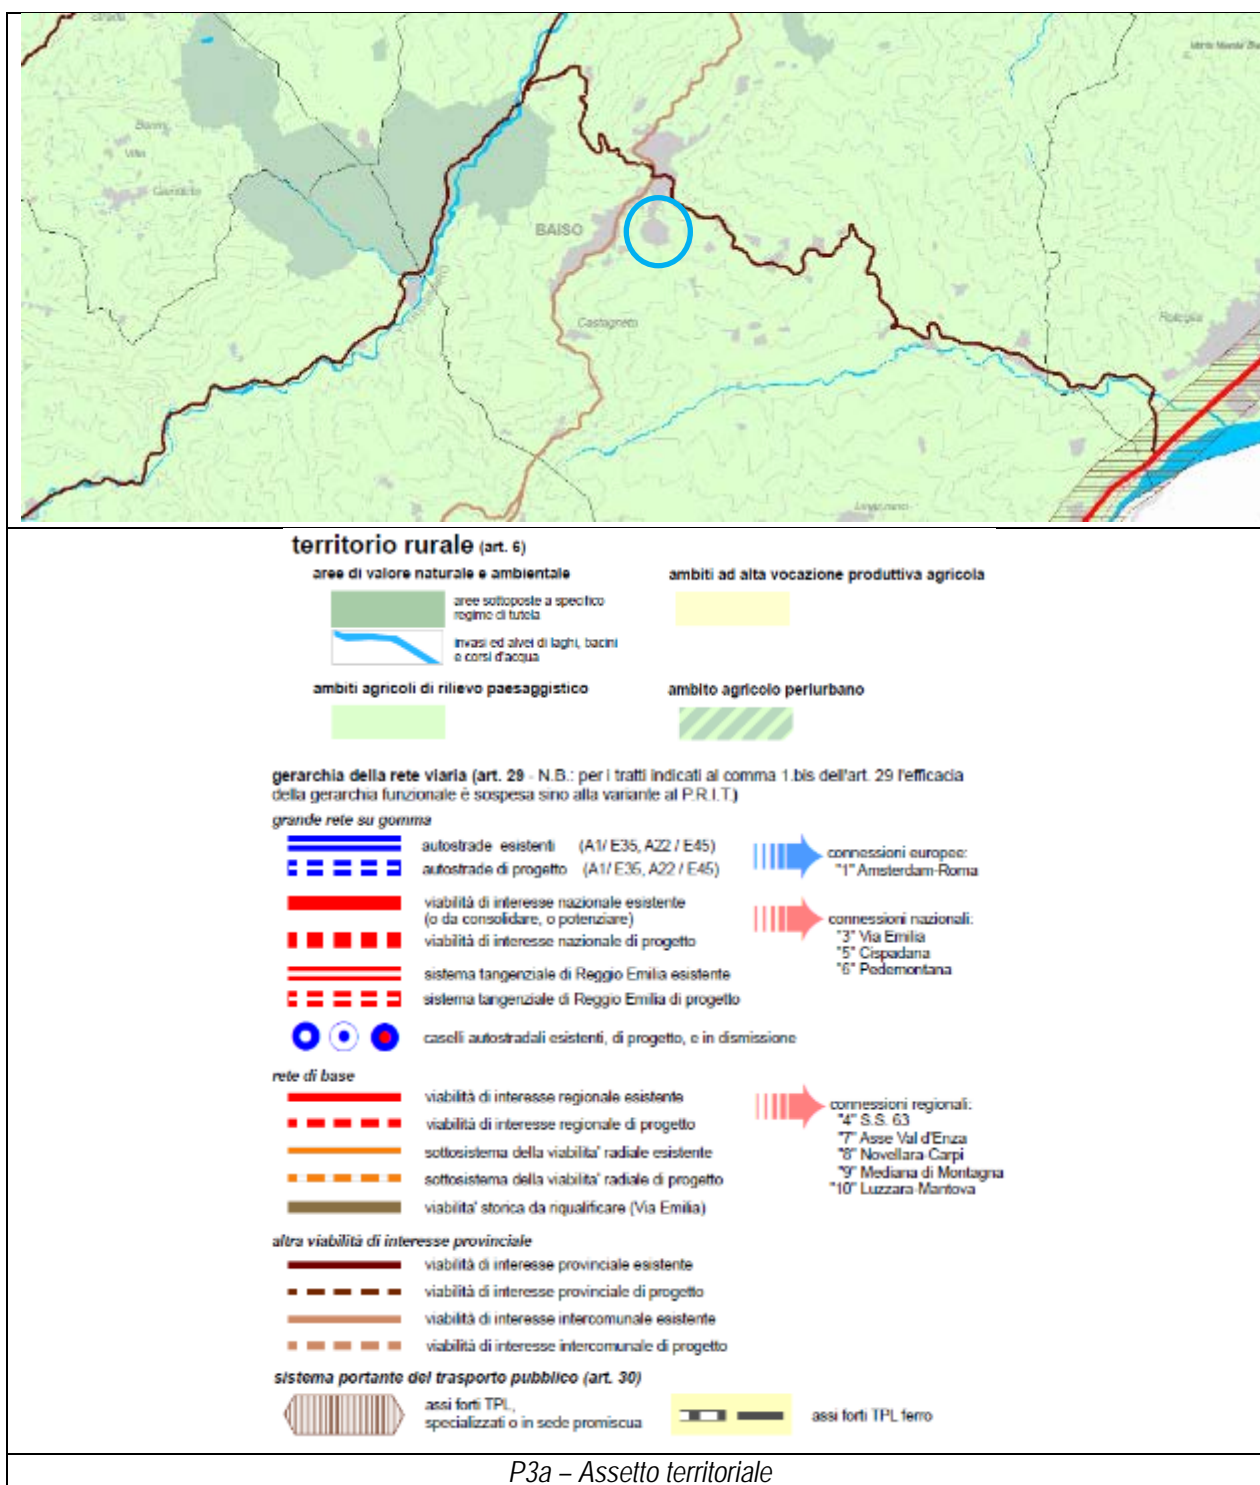 BAISO
Castagneto
territorio rurale (art. 6)
aree di valore naturale e ambientale
ambiti ad alta vocazione produttiva agricola
aree sottoposte a specifico
regime di tutela
invasi ed alvei di laghi, bacini
e corsi d'acqua
ambiti agricoli di rilievo paesaggistico
ambito agricolo periurbano
gerarchia della rete viaria (art. 29 - N.B.: per i tratti indicati al comma 1.bis dell'art. 29 l'efficacia
della gerarchia funzionale è sospesa sino alla variante al P.R.I.T.)
grande rete su gomma
autostrade esistenti (A1/ E35, A22 / E45)
autostrade di progetto (A1/ E35, A22 / E45)
connessioni europee:
"1" Amsterdam-Roma
viabilità di interesse nazionale esistente
(o da consolidare, o potenziare)
viabilità di interesse nazionale di progetto
connessioni nazionali:
"3" Via Emilia
"5" Cispadana
"6" Pedemontana
sistema tangenziale di Reggio Emilia esistente
sistema tangenziale di Reggio Emilia di progetto
caselli autostradali esistenti, di progetto, e in dismissione
rete di base
viabilità di interesse regionale esistente
viabilità di interesse regionale di progetto
sottosistema della viabilita' radiale esistente
sottosistema della viabilita' radiale di progetto
viabilita' storica da riqualificare (Via Emilia)
connessioni regionali:
"4" S.S. 63
"7" Asse Val d'Enza
"8" Novellara-Carpi
"9" Mediana di Montagna
"10" Luzzara-Mantova
altra viabilità di interesse provinciale
viabilità di interesse provinciale esistente
viabilità di interesse provinciale di progetto
viabilità di interesse intercomunale esistente
viabilità di interesse intercomunale di progetto
sistema portante del trasporto pubblico (art. 30)
assi forti TPL,
specializzati o in sede promiscua
assi forti TPL ferro
P3a – Assetto territoriale